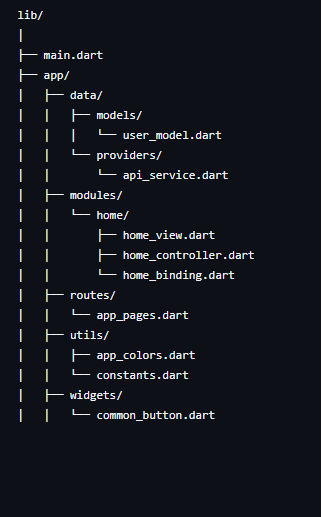 lib/
│
├── main.dart
├── app/
│   ├── data/
│   │   ├── models/
│   │   │   └── user_model.dart
│   │   └── providers/
│   │       └── api_service.dart
│   ├── modules/
│   │   └── home/
│   │       ├── home_view.dart
│   │       ├── home_controller.dart
│   │       └── home_binding.dart
│   ├── routes/
│   │   └── app_pages.dart
│   ├── utils/
│   │   ├── app_colors.dart
│   │   └── constants.dart
│   ├── widgets/
│   │   └── common_button.dart